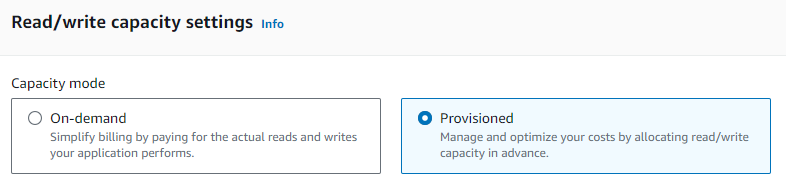 Read/write capacity settings Info
Capacity mode
On-demand
Simplify billing by paying for the actual reads and writes
your application performs.
Provisioned
Manage and optimize your costs by allocating read/write
capacity in advance.